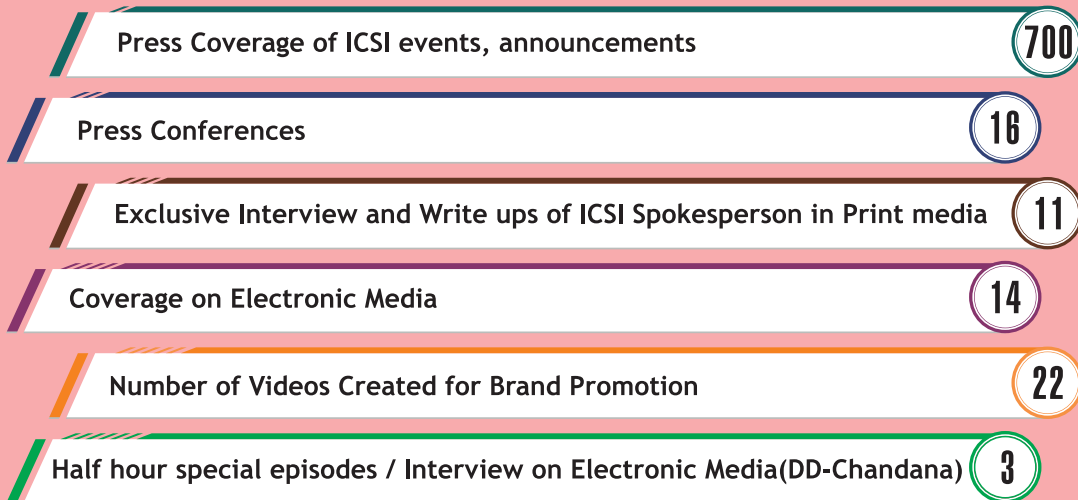 Press Coverage of ICSI events, announcements 700
Press Conferences 16
Exclusive Interview and Write ups of ICSI Spokesperson in Print media 11
Coverage on Electronic Media 14
Number of Videos Created for Brand Promotion 22
Half hour special episodes / Interview on Electronic Media(DD-Chandana) 3